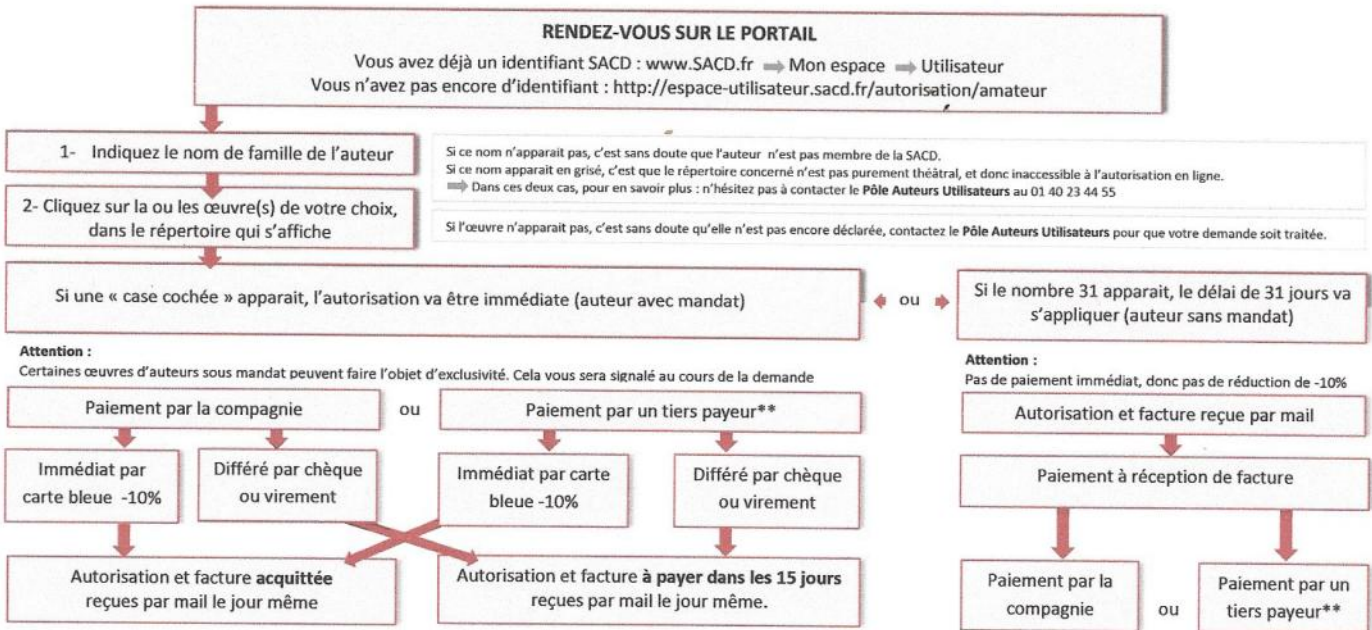 RENDEZ-VOUS SUR LE PORTAIL
Vous avez déjà un identifiant SACD : www.SACD.fr ➡ Mon espace ➡ Utilisateur
Vous n'avez pas encore d'identifiant : http://espace-utilisateur.sacd.fr/autorisation/amateur
1- Indiquez le nom de famille de l'auteur
Si ce nom n'apparait pas, c'est sans doute que l'auteur n'est pas membre de la SACD.
Si ce nom apparait en grisé, c'est que le répertoire concerné n'est pas purement théâtral, et donc inaccessible à l'autorisation en ligne.
➡ Dans ces deux cas, pour en savoir plus : n'hésitez pas à contacter le Pôle Auteurs Utilisateurs au 01 40 23 44 55
2- Cliquez sur la ou les œuvre(s) de votre choix,
dans le répertoire qui s'affiche
Si l'œuvre n'apparait pas, c'est sans doute qu'elle n'est pas encore déclarée, contactez le Pôle Auteurs Utilisateurs pour que votre demande soit traitée.
Si une « case cochée » apparait, l'autorisation va être immédiate (auteur avec mandat)
ou
Si le nombre 31 apparait, le délai de 31 jours va
s'appliquer (auteur sans mandat)
Attention :
Certaines œuvres d'auteurs sous mandat peuvent faire l'objet d'exclusivité. Cela vous sera signalé au cours de la demande
Attention :
Pas de paiement immédiat, donc pas de réduction de -10%
Paiement par la compagnie
ou
Paiement par un tiers payeur**
Autorisation et facture reçue par mail
Immédiat par
carte bleue -10%
Différé par chèque
ou virement
Immédiat par carte
bleue -10%
Différé par chèque
ou virement
Paiement à réception de facture
Autorisation et facture acquittée
reçues par mail le jour même
Autorisation et facture à payer dans les 15 jours
reçues par mail le jour même.
Paiement par la
compagnie
ou
Paiement par un
tiers payeur**